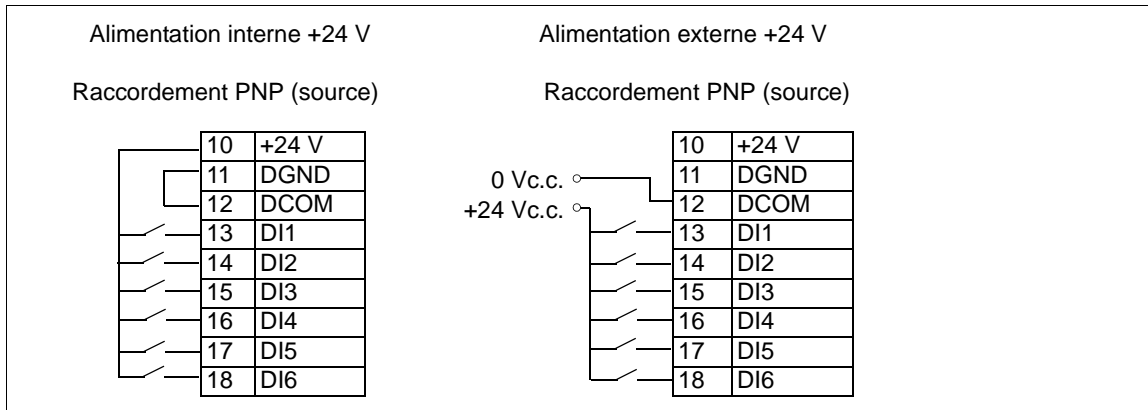 Alimentation interne +24 V
Raccordement PNP (source)
10 +24 V
11 DGND
12 DCOM
13 DI1
14 DI2
15 DI3
16 DI4
17 DI5
18 DI6
Alimentation externe +24 V
Raccordement PNP (source)
0 Vc.c.
+24 Vc.c.
10 +24 V
11 DGND
12 DCOM
13 DI1
14 DI2
15 DI3
16 DI4
17 DI5
18 DI6